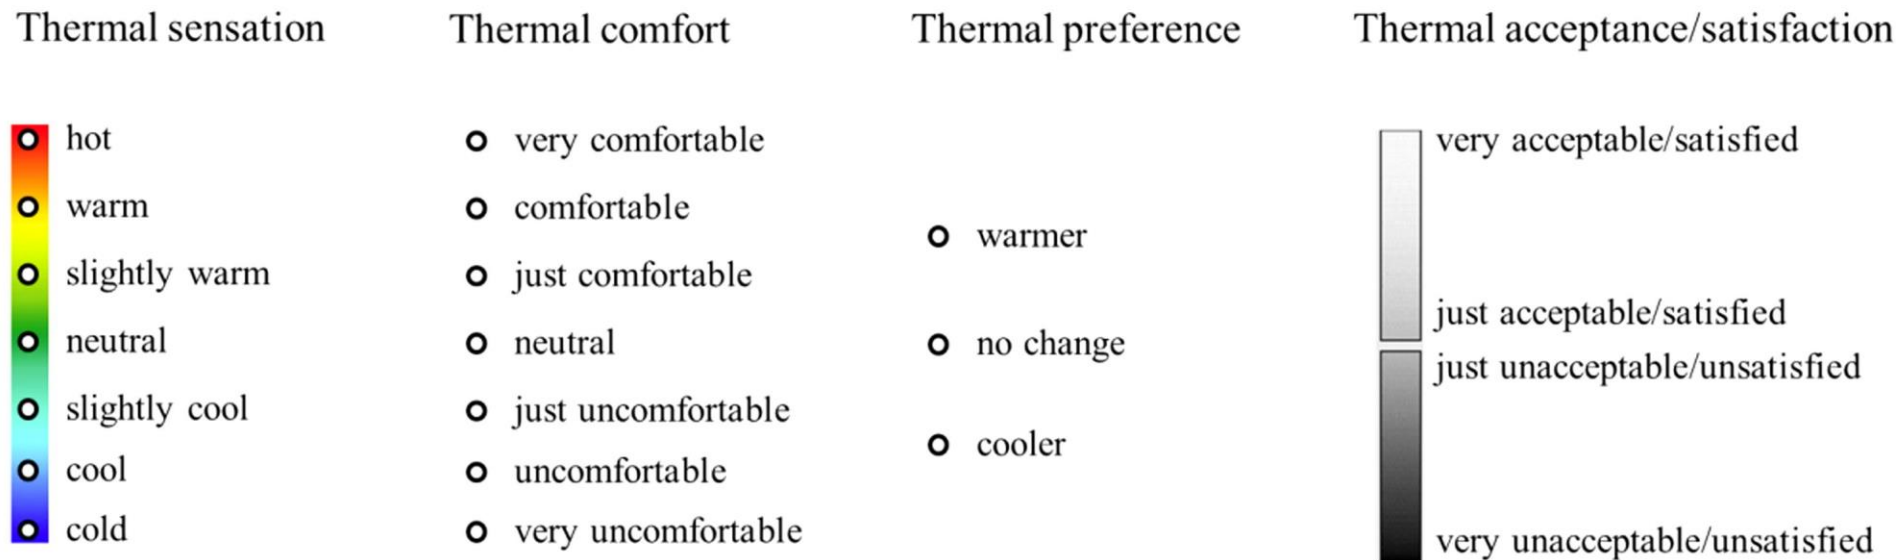 Thermal sensation
hot
warm
slightly warm
neutral
slightly cool
cool
cold
Thermal comfort
very comfortable
comfortable
just comfortable
neutral
just uncomfortable
uncomfortable
very uncomfortable
Thermal preference
warmer
no change
cooler
Thermal acceptance/satisfaction
very acceptable/satisfied
just acceptable/satisfied
just unacceptable/unsatisfied
very unacceptable/unsatisfied